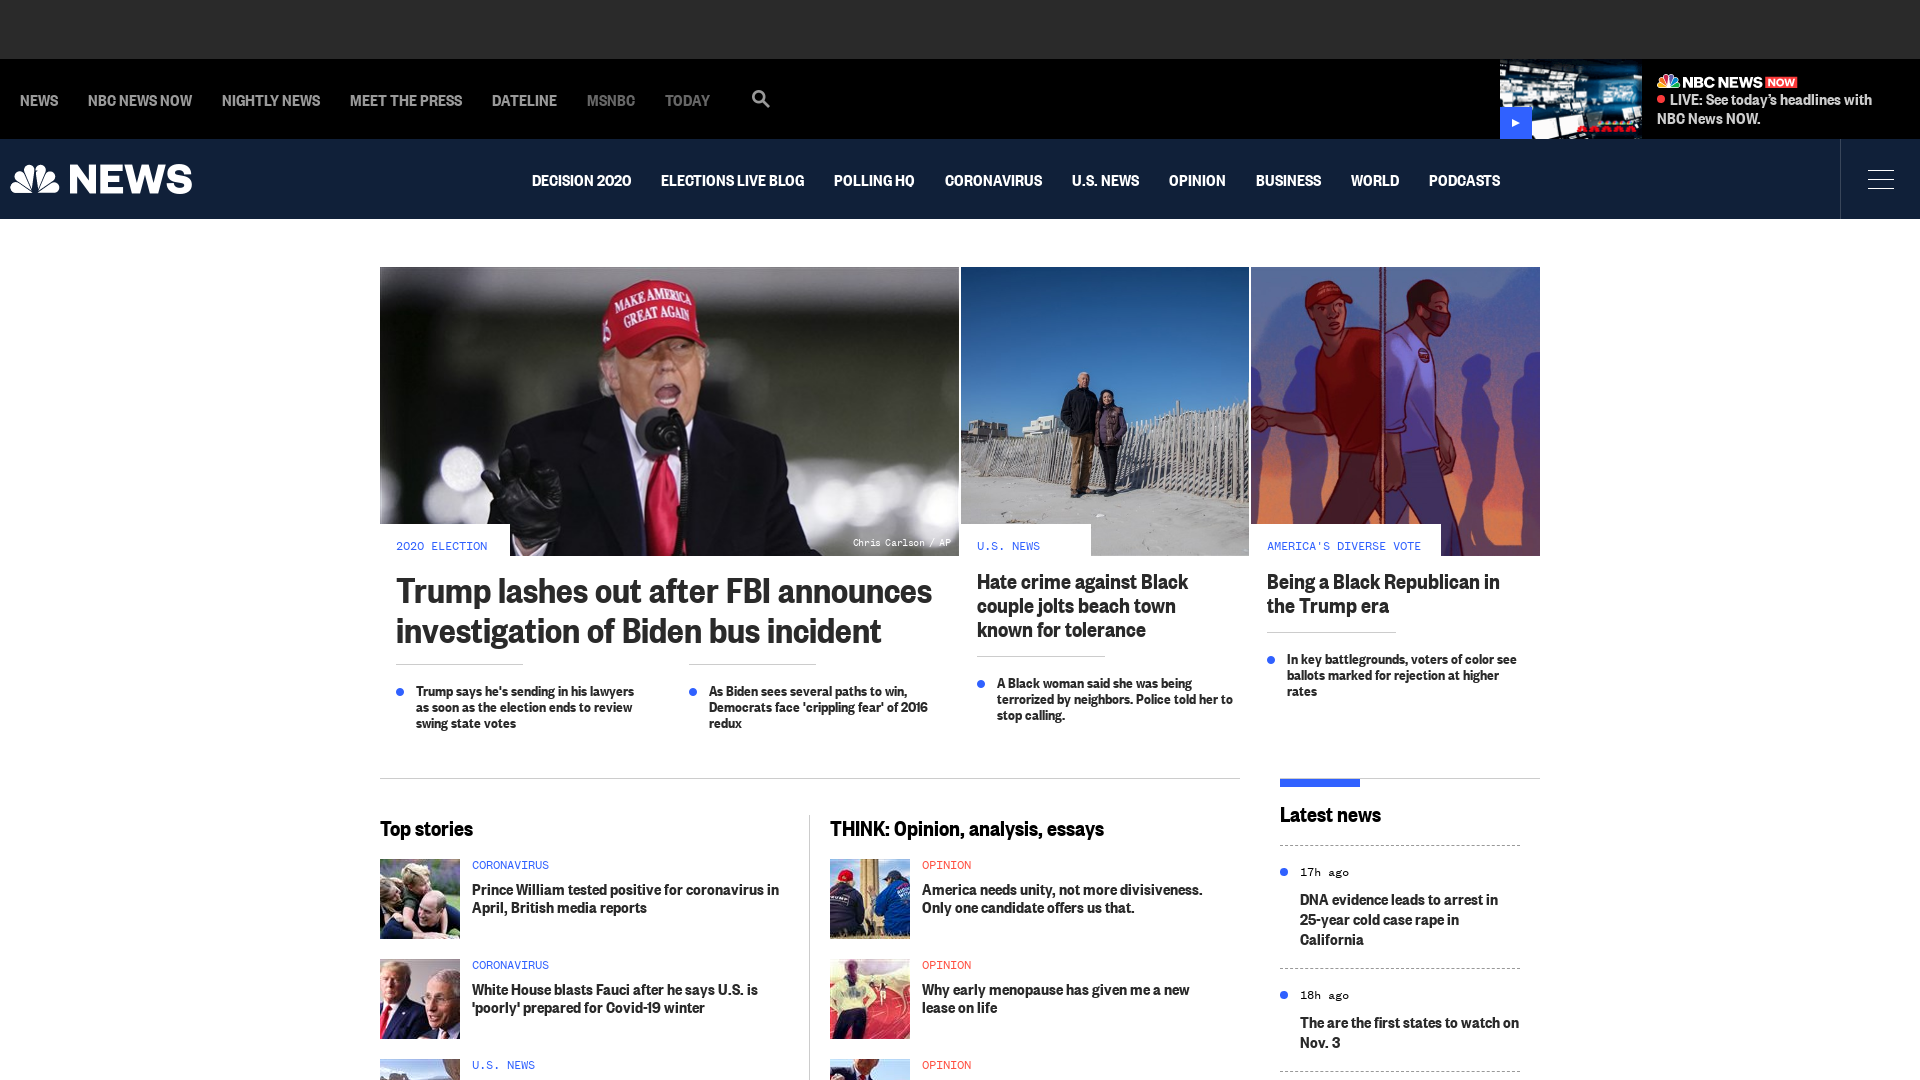 NEWS
NBC NEWS NOW
NIGHTLY NEWS
MEET THE PRESS
DATELINE
MSNBC
TODAY
NBC NEWS NOW
LIVE: See today's headlines with
NBC News NOW.
NEWS
DECISION 2020
ELECTIONS LIVE BLOG
POLLING HQ
CORONAVIRUS
U.S. NEWS
OPINION
BUSINESS
WORLD
PODCASTS
MAKE AMERICA
GREAT AGAIN
45
Chris Carlson / AP
2020 ELECTION
Trump lashes out after FBI announces
investigation of Biden bus incident
Trump says he's sending in his lawyers
as soon as the election ends to review
swing state votes
As Biden sees several paths to win,
Democrats face 'crippling fear' of 2016
redux
U.S. NEWS
Hate crime against Black
couple jolts beach town
known for tolerance
A Black woman said she was being
terrorized by neighbors. Police told her to
stop calling.
AMERICA'S DIVERSE VOTE
Being a Black Republican in
the Trump era
In key battlegrounds, voters of color see
ballots marked for rejection at higher
rates
Top stories
CORONAVIRUS
Prince William tested positive for coronavirus in
April, British media reports
CORONAVIRUS
White House blasts Fauci after he says U.S. is
'poorly' prepared for Covid-19 winter
U.S. NEWS
THINK: Opinion, analysis, essays
TRUMP
OPINION
America needs unity, not more divisiveness.
Only one candidate offers us that.
OPINION
Why early menopause has given me a new
lease on life
OPINION
Latest news
17h ago
DNA evidence leads to arrest in
25-year cold case rape in
California
18h ago
The are the first states to watch on
Nov. 3